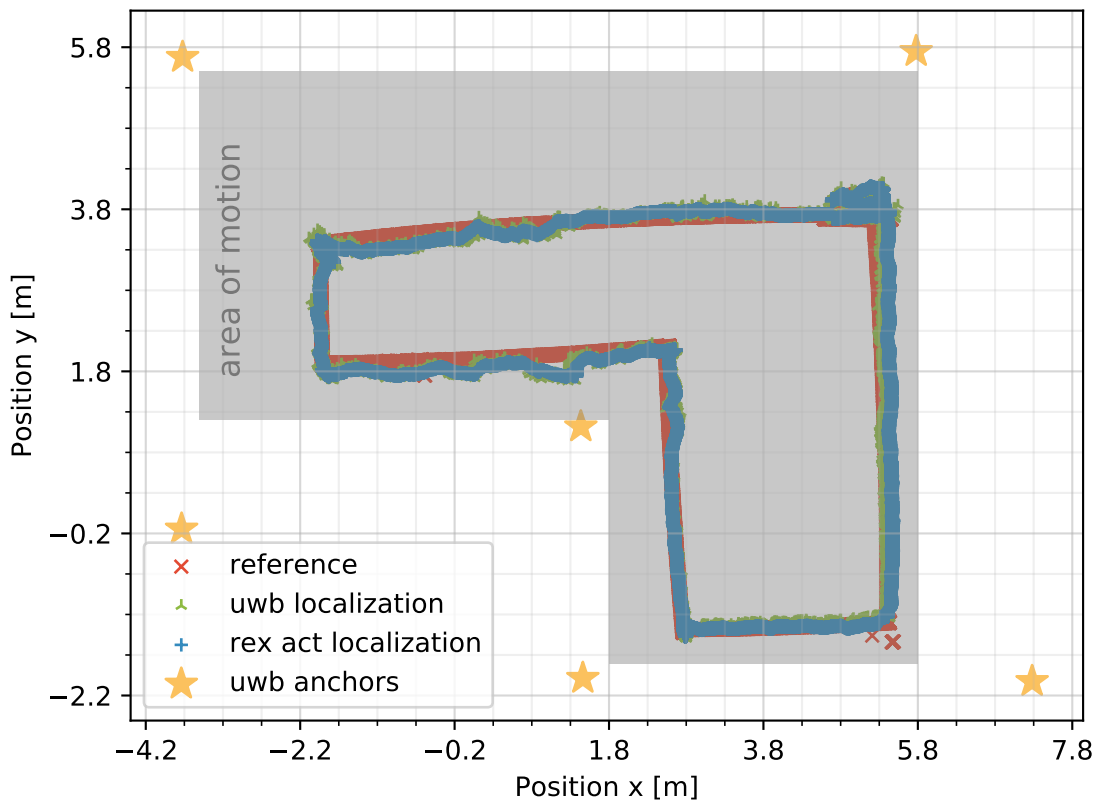 5.8
3.8
1.8
−0.2
−2.2
Position y [m]
area of motion
reference
uwb localization
rex act localization
uwb anchors
−4.2 −2.2 −0.2 1.8 3.8 5.8 7.8
Position x [m]